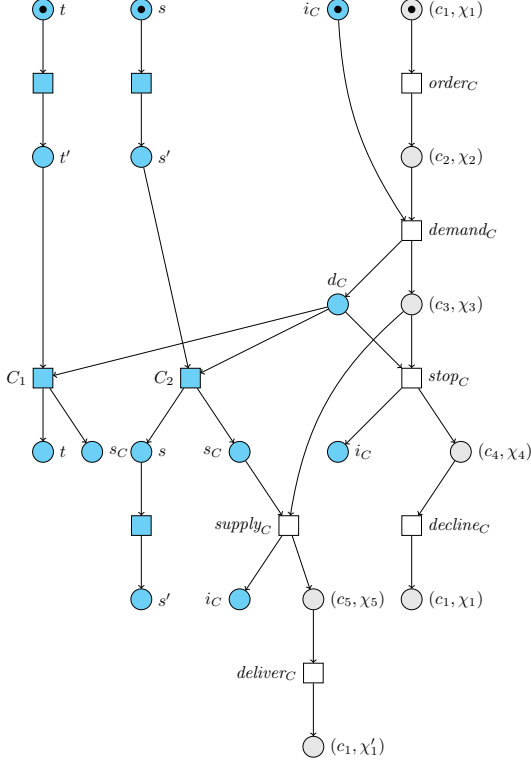 t s i_C (c_1, χ_1)
order_C
t′ s′ (c_2, χ_2)
demand_C
d_C
(c_3, χ_3)
C_1 C_2 stop_C
t s_C s s_C i_C (c_4, χ_4)
supply_C decline_C
s′ i_C (c_5, χ_5) (c_1, χ_1)
deliver_C
(c_1, χ′_1)